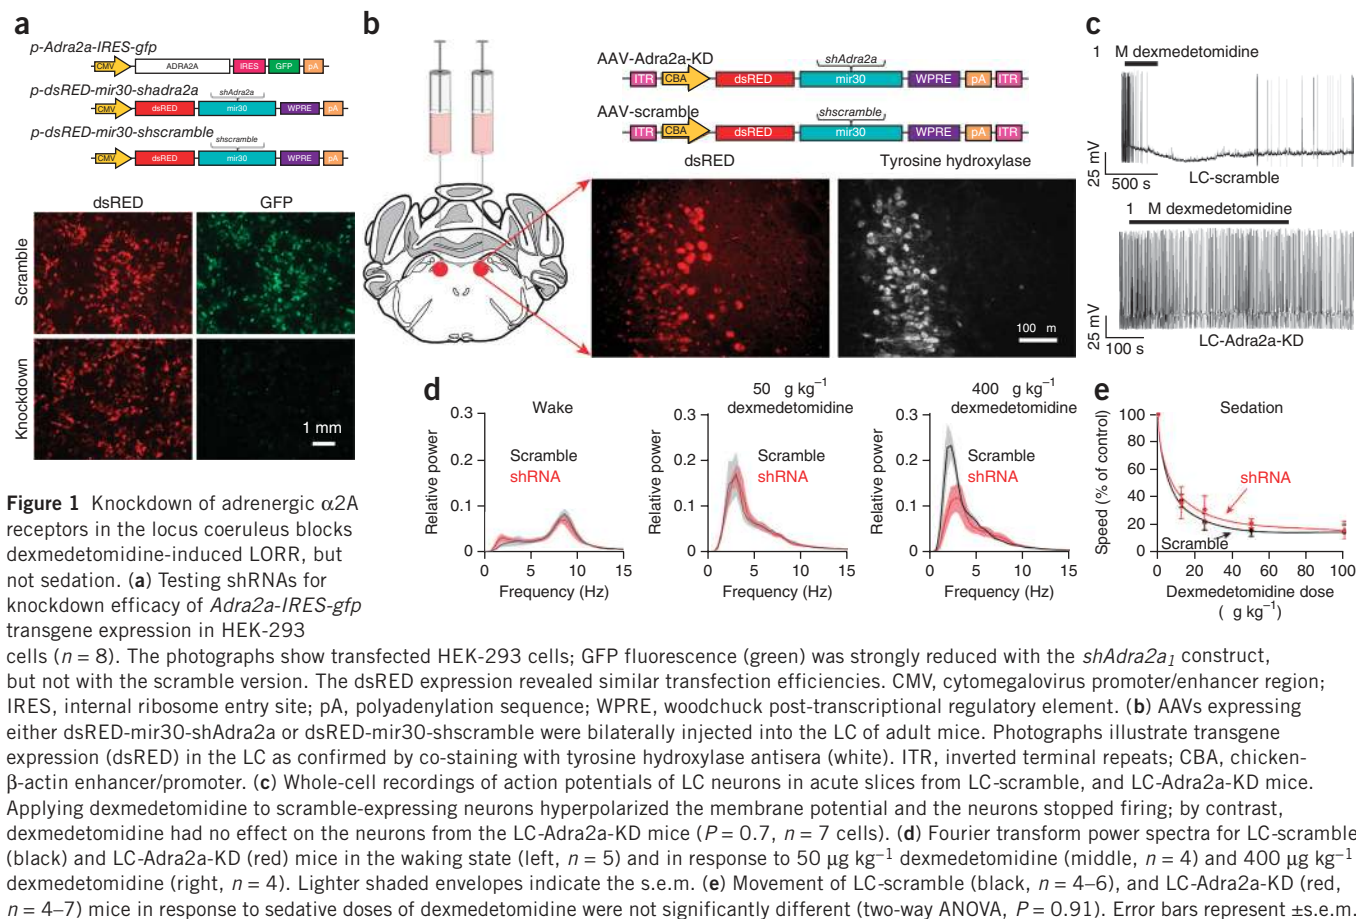 a
p-Adra2a-IRES-gfp
CMV ADRA2A IRES GFP pA
p-dsRED-mir30-shadra2a
shAdra2a
CMV dsRED mir30 WPRE pA
p-dsRED-mir30-shscramble
shscramble
CMV dsRED mir30 WPRE pA
dsRED GFP
Scramble
Knockdown
1 mm
b
AAV-Adra2a-KD
shAdra2a
ITR CBA dsRED mir30 WPRE pA ITR
AAV-scramble
shscramble
ITR CBA dsRED mir30 WPRE pA ITR
dsRED Tyrosine hydroxylase
100 m
c
1 M dexmedetomidine
25 mV
500 s
LC-scramble
1 M dexmedetomidine
25 mV
100 s
LC-Adra2a-KD
d
Wake
0.3
0.2
0.1
0
Relative power
Scramble
shRNA
0 5 10 15
Frequency (Hz)
50 g kg⁻¹
dexmedetomidine
0.3
0.2
0.1
0
Relative power
Scramble
shRNA
0 5 10 15
Frequency (Hz)
400 g kg⁻¹
dexmedetomidine
0.3
0.2
0.1
0
Relative power
Scramble
shRNA
0 5 10 15
Frequency (Hz)
e
Sedation
100
80
60
40
20
0
Speed (% of control)
shRNA
Scramble
0 20 40 60 80 100
Dexmedetomidine dose
( g kg⁻¹)
Figure 1 Knockdown of adrenergic α2A
receptors in the locus coeruleus blocks
dexmedetomidine-induced LORR, but
not sedation. (a) Testing shRNAs for
knockdown efficacy of Adra2a-IRES-gfp
transgene expression in HEK-293
cells (n = 8). The photographs show transfected HEK-293 cells; GFP fluorescence (green) was strongly reduced with the shAdra2a₁ construct,
but not with the scramble version. The dsRED expression revealed similar transfection efficiencies. CMV, cytomegalovirus promoter/enhancer region;
IRES, internal ribosome entry site; pA, polyadenylation sequence; WPRE, woodchuck post-transcriptional regulatory element. (b) AAVs expressing
either dsRED-mir30-shAdra2a or dsRED-mir30-shscramble were bilaterally injected into the LC of adult mice. Photographs illustrate transgene
expression (dsRED) in the LC as confirmed by co-staining with tyrosine hydroxylase antisera (white). ITR, inverted terminal repeats; CBA, chicken-
β-actin enhancer/promoter. (c) Whole-cell recordings of action potentials of LC neurons in acute slices from LC-scramble, and LC-Adra2a-KD mice.
Applying dexmedetomidine to scramble-expressing neurons hyperpolarized the membrane potential and the neurons stopped firing; by contrast,
dexmedetomidine had no effect on the neurons from the LC-Adra2a-KD mice (P = 0.7, n = 7 cells). (d) Fourier transform power spectra for LC-scramble
(black) and LC-Adra2a-KD (red) mice in the waking state (left, n = 5) and in response to 50 μg kg⁻¹ dexmedetomidine (middle, n = 4) and 400 μg kg⁻¹
dexmedetomidine (right, n = 4). Lighter shaded envelopes indicate the s.e.m. (e) Movement of LC-scramble (black, n = 4–6), and LC-Adra2a-KD (red,
n = 4–7) mice in response to sedative doses of dexmedetomidine were not significantly different (two-way ANOVA, P = 0.91). Error bars represent ±s.e.m.